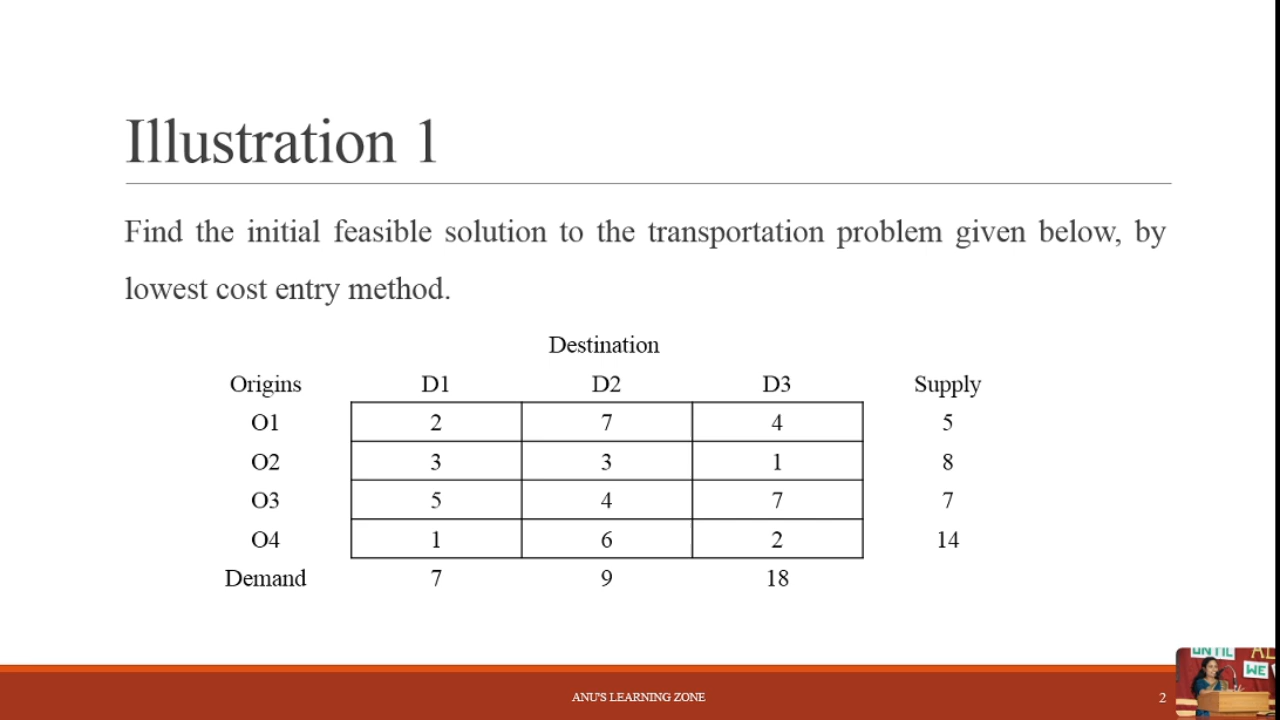 Illustration 1
Find the initial feasible solution to the transportation problem given below, by
lowest cost entry method.
Destination
Origins D1 D2 D3 Supply
O1 2 7 4 5
O2 3 3 1 8
O3 5 4 7 7
O4 1 6 2 14
Demand 7 9 18
ANU'S LEARNING ZONE
2
UNTIL
WE